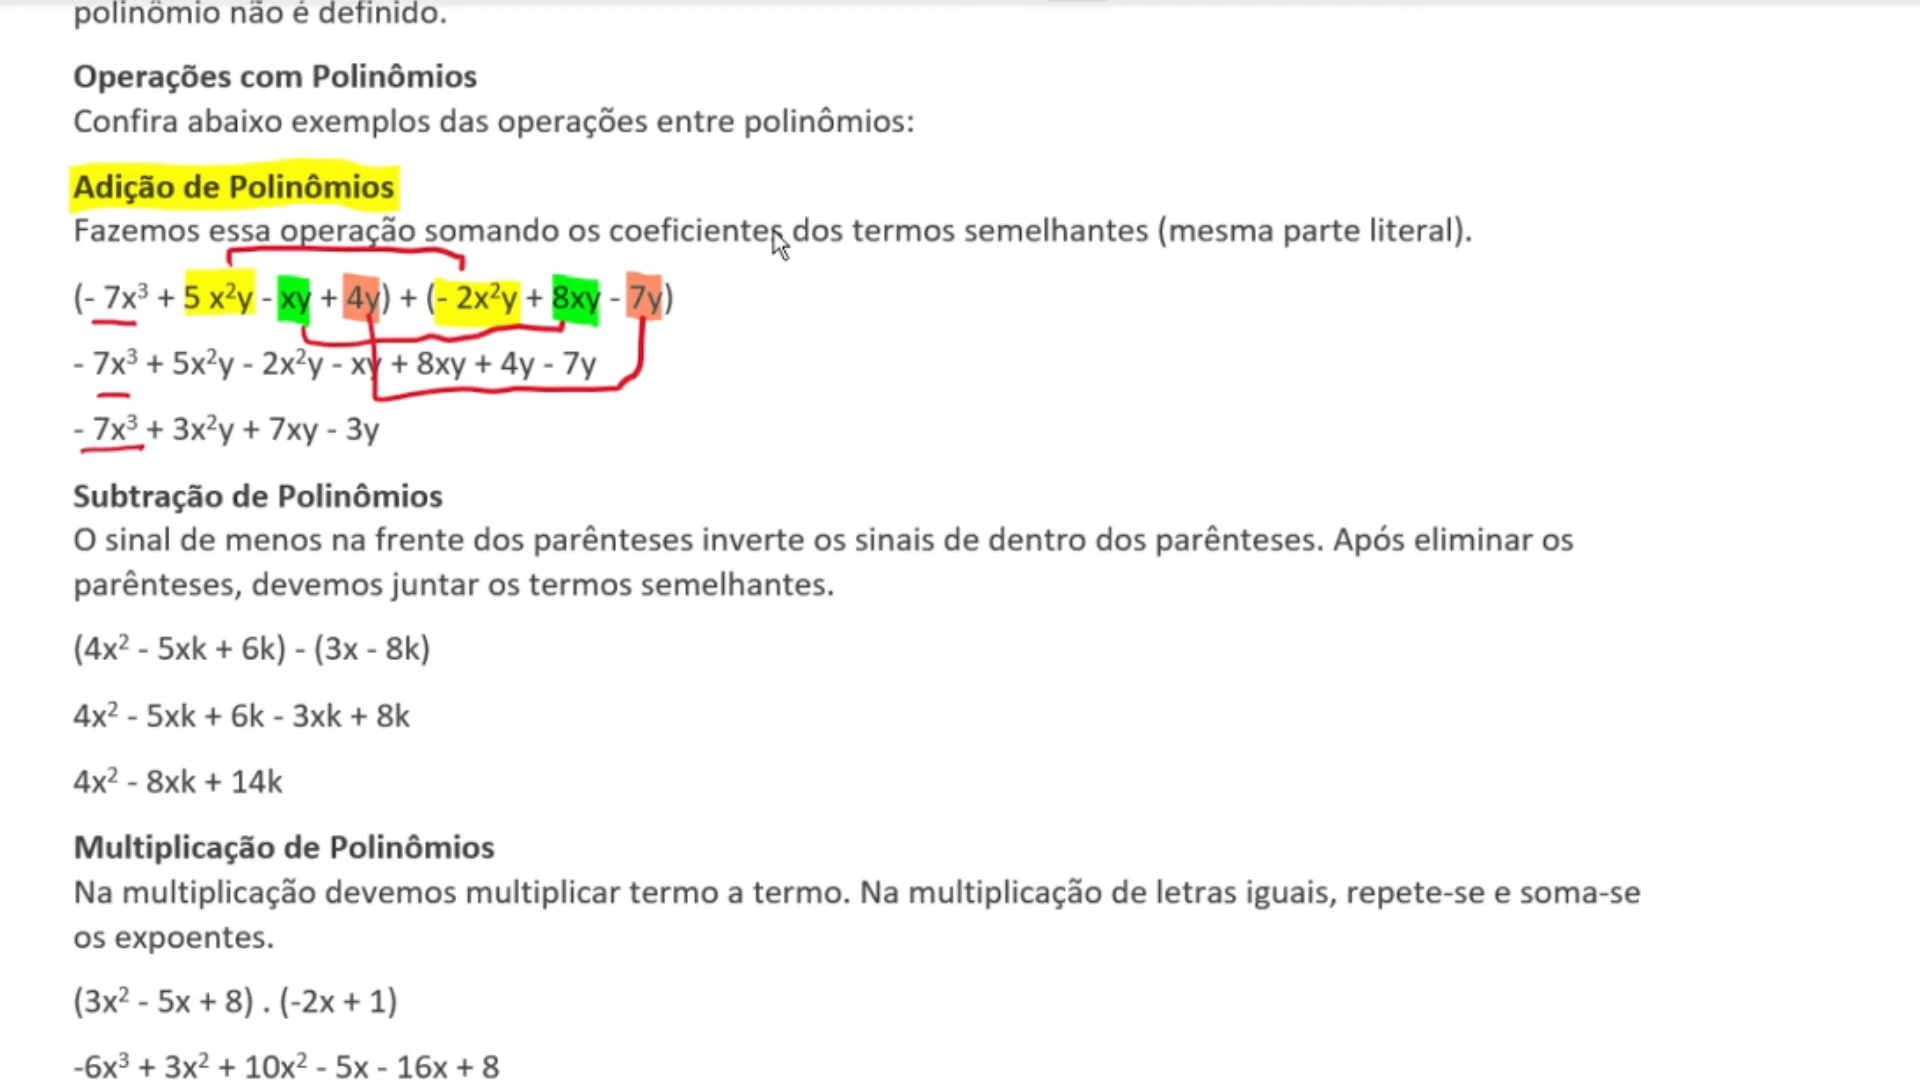 polinômio não é definido.
Operações com Polinômios
Confira abaixo exemplos das operações entre polinômios:
Adição de Polinômios
Fazemos essa operação somando os coeficientes dos termos semelhantes (mesma parte literal).
(- 7x³ + 5 x²y - xy + 4y) + (- 2x²y + 8xy - 7y)
- 7x³ + 5x²y - 2x²y - xy + 8xy + 4y - 7y
- 7x³ + 3x²y + 7xy - 3y
Subtração de Polinômios
O sinal de menos na frente dos parênteses inverte os sinais de dentro dos parênteses. Após eliminar os
parênteses, devemos juntar os termos semelhantes.
(4x² - 5xk + 6k) - (3x - 8k)
4x² - 5xk + 6k - 3xk + 8k
4x² - 8xk + 14k
Multiplicação de Polinômios
Na multiplicação devemos multiplicar termo a termo. Na multiplicação de letras iguais, repete-se e soma-se
os expoentes.
(3x² - 5x + 8) . (-2x + 1)
-6x³ + 3x² + 10x² - 5x - 16x + 8